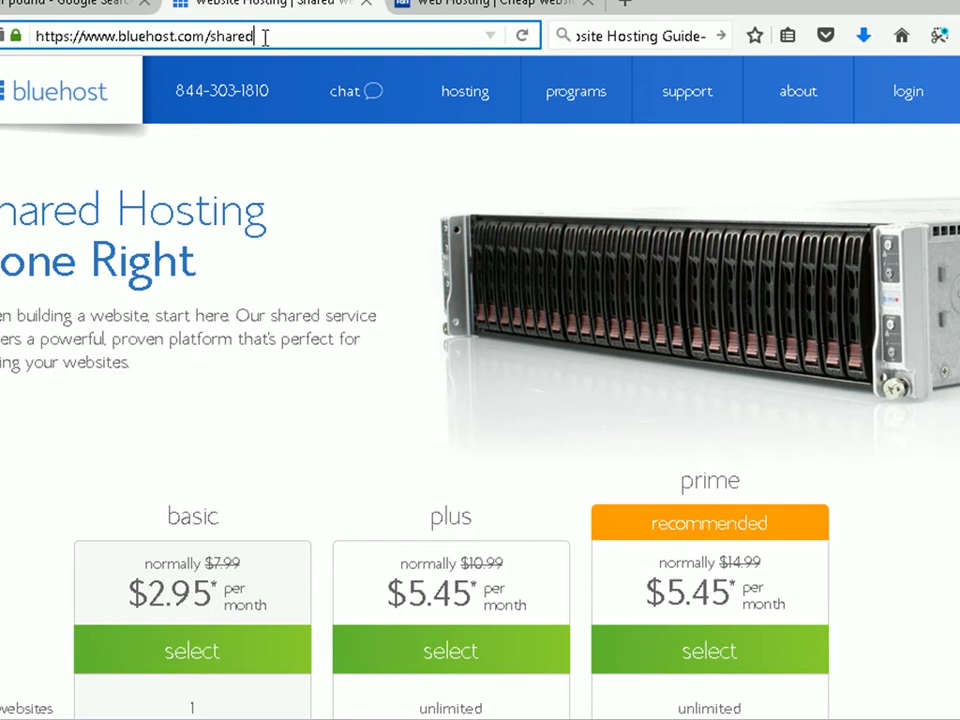 pound - Google Sear
Website Hosting | Shared We
Web Hosting | Cheap Websit
https://www.bluehost.com/shared
site Hosting Guide-
bluehost
844-303-1810
chat
hosting
programs
support
about
login
hared Hosting
one Right
en building a website, start here. Our shared service
ers a powerful, proven platform that's perfect for
ing your websites.
basic
plus
prime
recommended
normally $7.99
$2.95* per month
normally $10.99
$5.45* per month
normally $14.99
$5.45* per month
select
select
select
websites
1
unlimited
unlimited